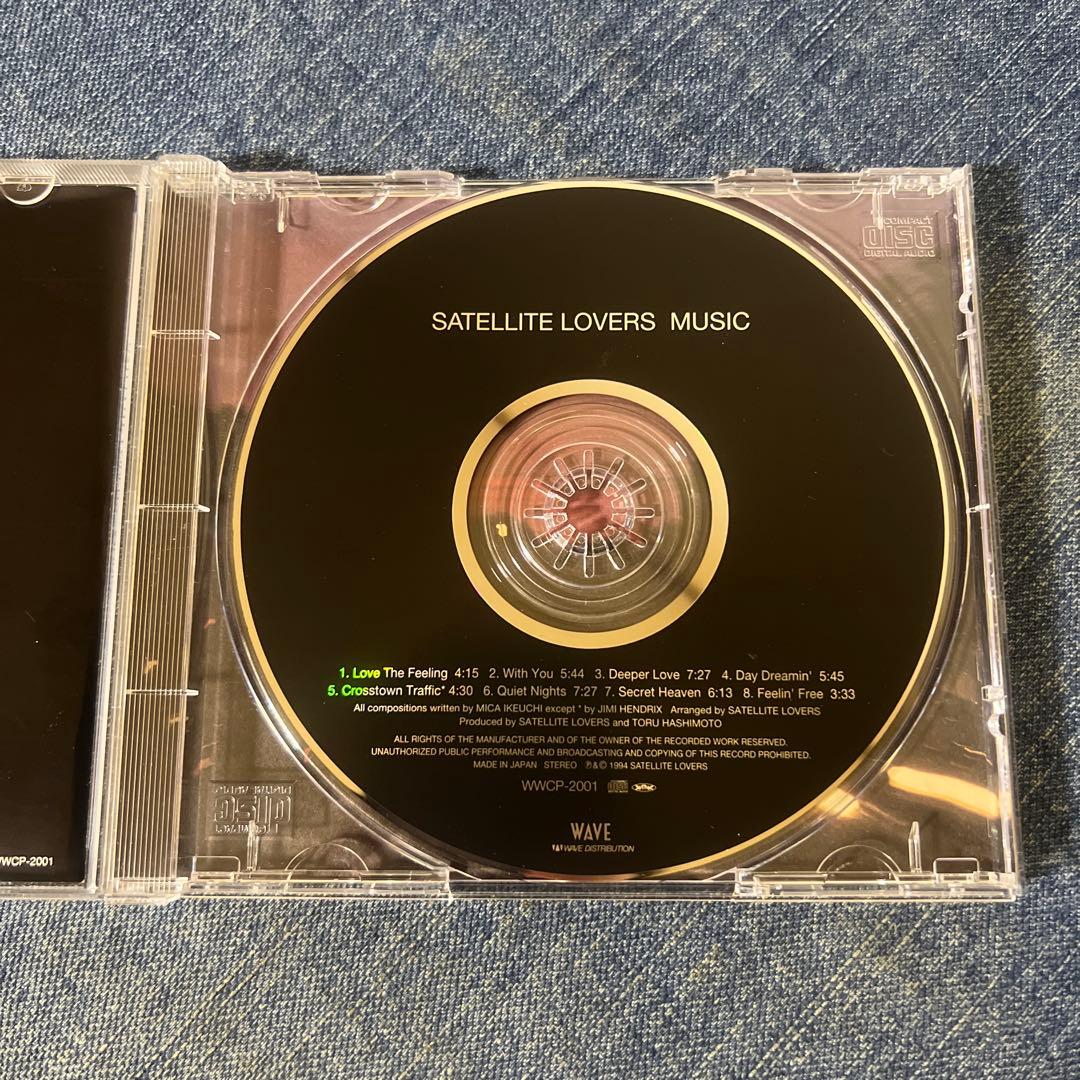 COMPACT
DISC
DIGITAL AUDIO
SATELLITE LOVERS MUSIC
1. Love The Feeling 4:15 2. With You 5:44 3. Deeper Love 7:27 4. Day Dreamin' 5:45
5. Crosstown Traffic* 4:30 6. Quiet Nights 7:27 7. Secret Heaven 6:13 8. Feelin' Free 3:33
All compositions written by MICA IKEUCHI except * by JIMI HENDRIX Arranged by SATELLITE LOVERS
Produced by SATELLITE LOVERS and TORU HASHIMOTO
ALL RIGHTS OF THE MANUFACTURER AND OF THE OWNER OF THE RECORDED WORK RESERVED.
UNAUTHORIZED PUBLIC PERFORMANCE AND BROADCASTING AND COPYING OF THIS RECORD PROHIBITED.
MADE IN JAPAN STEREO ℗&© 1994 SATELLITE LOVERS
WWCP-2001
WAVE
WAVE DISTRIBUTION
WWCP-2001